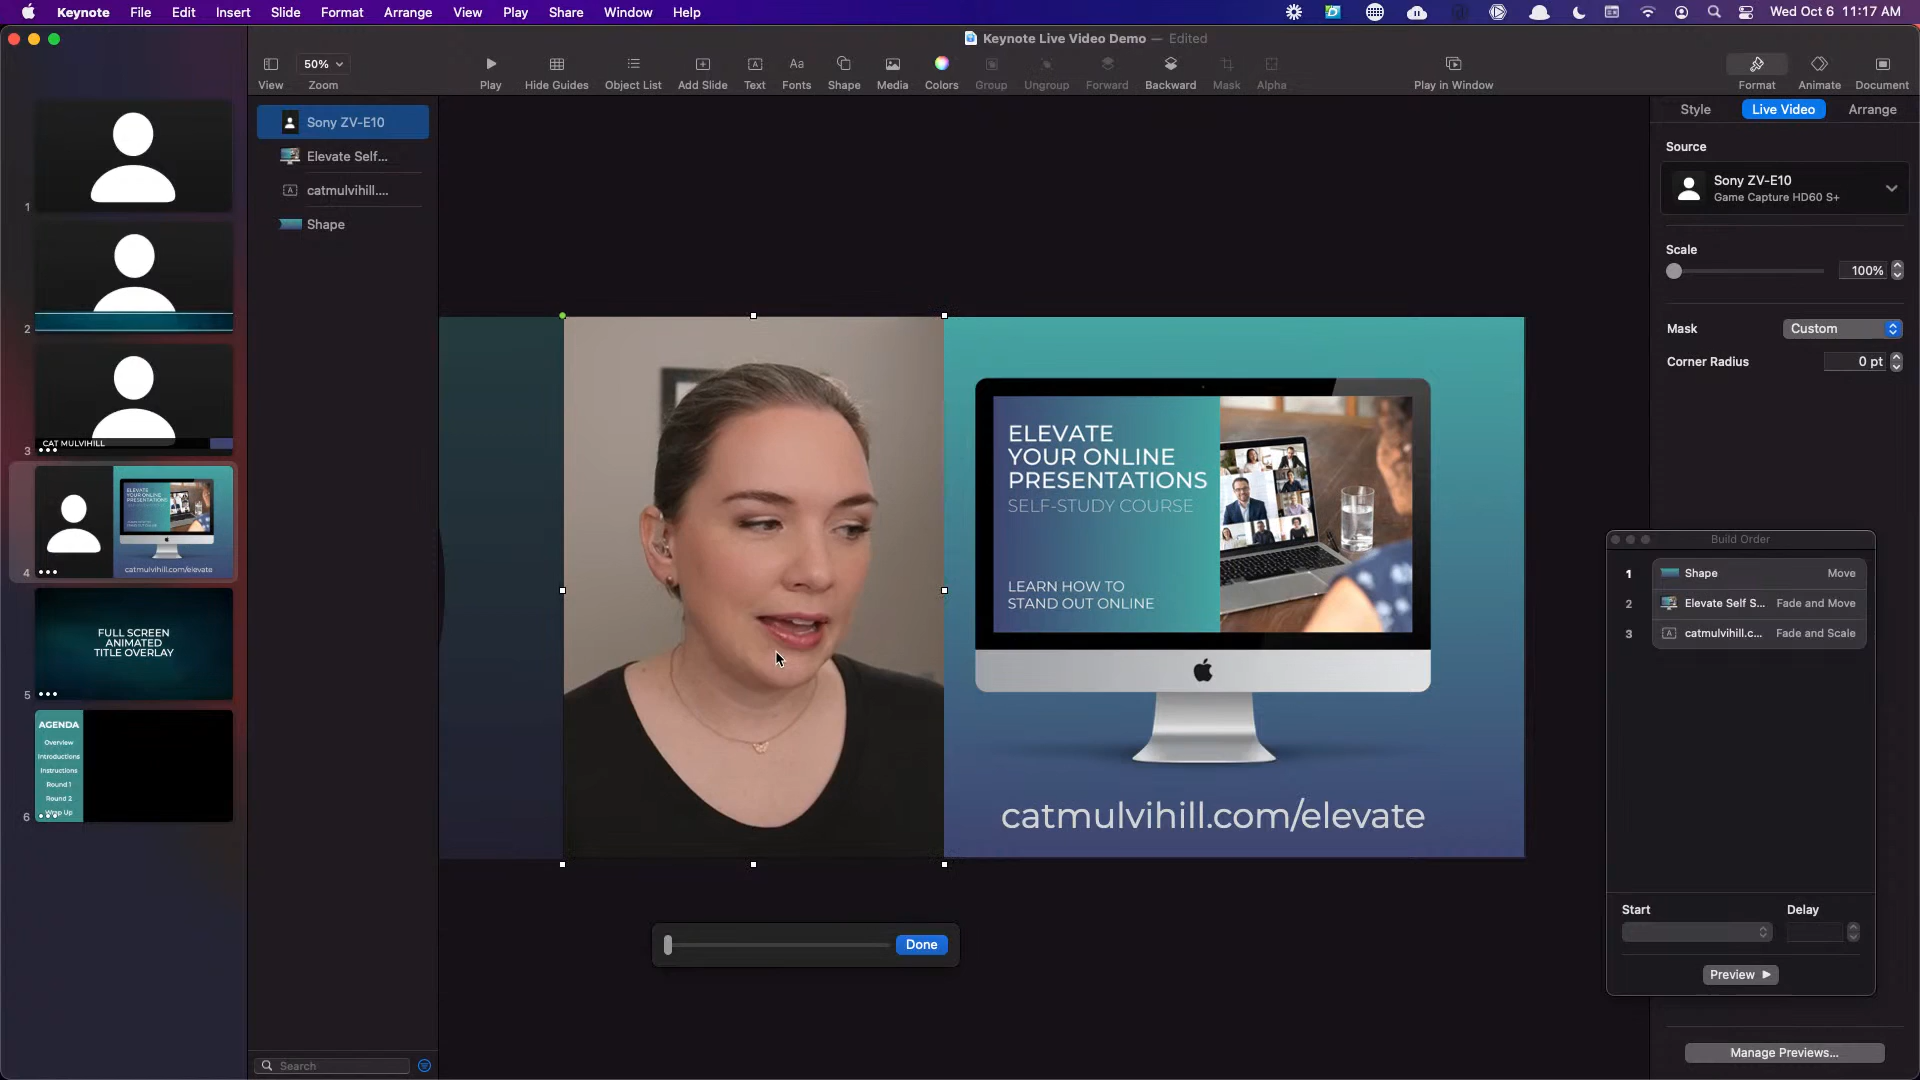 Keynote File Edit Insert Slide Format Arrange View Play Share Window Help Wed Oct 6 11:17 AM
Keynote Live Video Demo — Edited
50%
View Zoom Play Hide Guides Object List Add Slide Text Fonts Shape Media Colors Group Ungroup Forward Backward Mask Alpha Play in Window Format Animate Document
Style Live Video Arrange
Sony ZV-E10
Elevate Self...
catmulvihill....
Shape
1
2
CAT MULVIHILL
3
ELEVATE
YOUR ONLINE
PRESENTATIONS
catmulvihill.com/elevate
4
FULL SCREEN
ANIMATED
TITLE OVERLAY
5
AGENDA
Overview
Introductions
Instructions
Round 1
Round 2
Wrap Up
6
Search
ELEVATE
YOUR ONLINE
PRESENTATIONS
SELF-STUDY COURSE
LEARN HOW TO
STAND OUT ONLINE
catmulvihill.com/elevate
Done
Source
Sony ZV-E10
Game Capture HD60 S+
Scale
100%
Mask Custom
Corner Radius 0 pt
Build Order
1 Shape Move
2 Elevate Self S... Fade and Move
3 catmulvihill.c... Fade and Scale
Start Delay
Preview
Manage Previews...